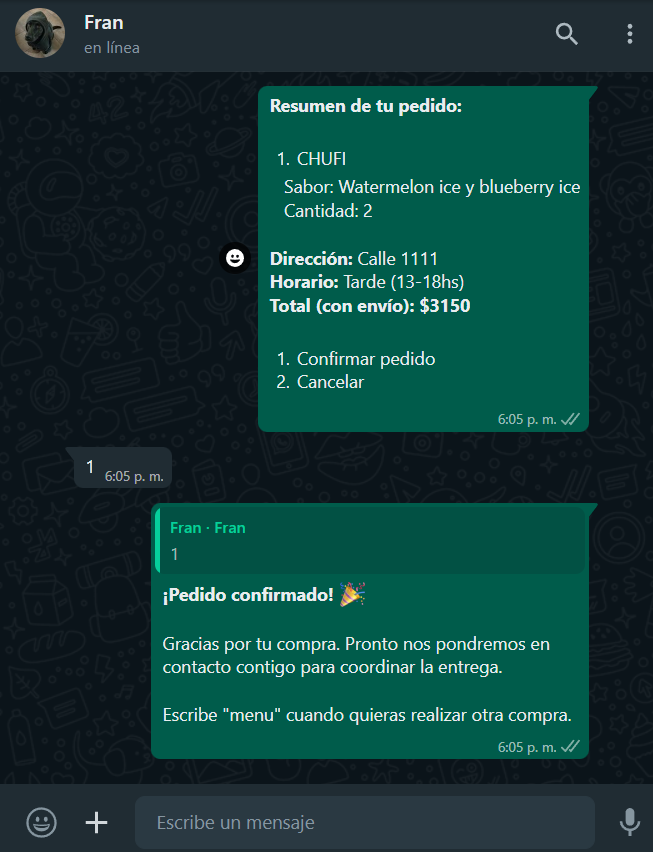 Fran
en línea
Resumen de tu pedido:
1. CHUFI
Sabor: Watermelon ice y blueberry ice
Cantidad: 2
Dirección: Calle 1111
Horario: Tarde (13-18hs)
Total (con envío): $3150
1. Confirmar pedido
2. Cancelar
6:05 p. m.
1
6:05 p. m.
Fran · Fran
1
¡Pedido confirmado! 🎉
Gracias por tu compra. Pronto nos pondremos en
contacto contigo para coordinar la entrega.
Escribe "menu" cuando quieras realizar otra compra.
6:05 p. m.
Escribe un mensaje